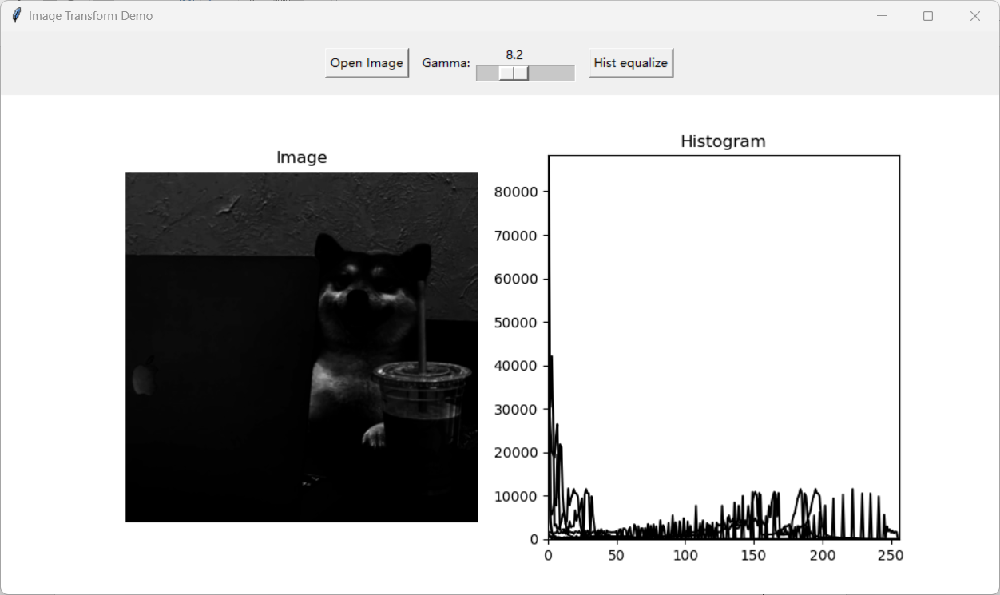 Image Transform Demo
Open Image
Gamma:
8.2
Hist equalize
Image
Histogram
80000
70000
60000
50000
40000
30000
20000
10000
0
0 50 100 150 200 250